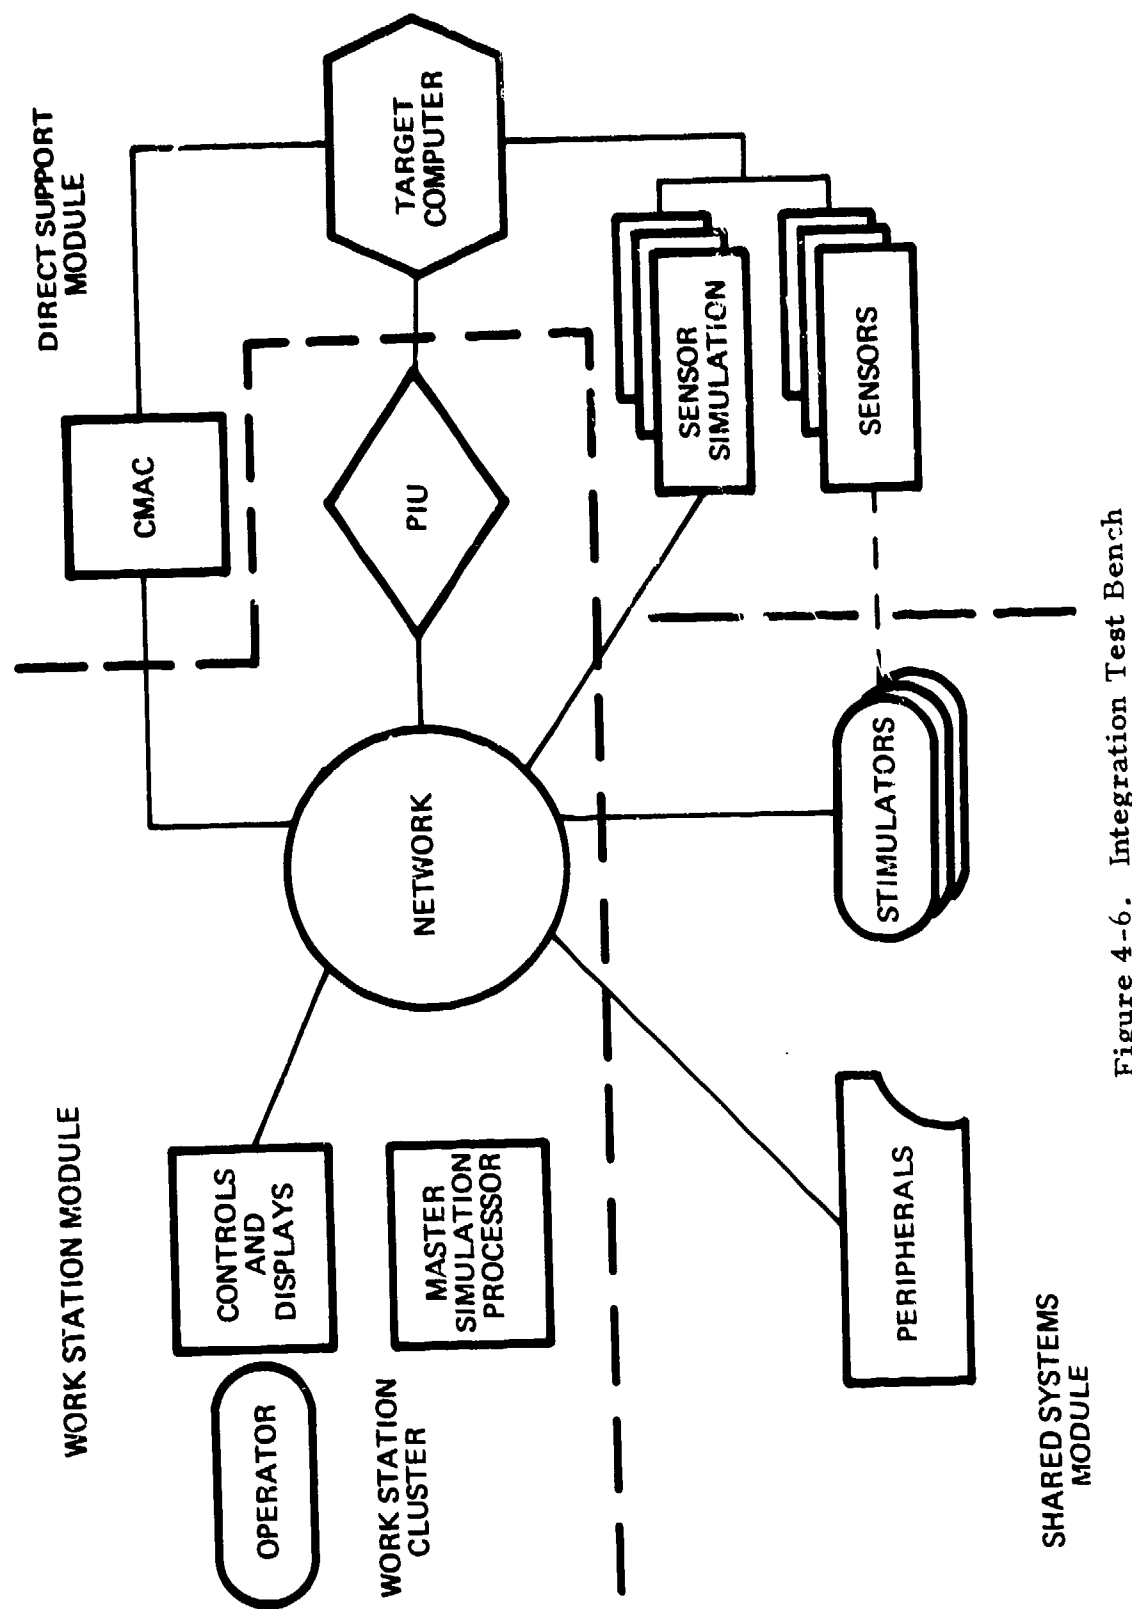 WORK STATION MODULE
DIRECT SUPPORT
MODULE
OPERATOR
CONTROLS
AND
DISPLAYS
CMAC
WORK STATION
CLUSTER
MASTER
SIMULATION
PROCESSOR
NETWORK
PIU
TARGET
COMPUTER
SENSOR
SIMULATION
PERIPHERALS
STIMULATORS
SENSORS
SHARED SYSTEMS
MODULE
Figure 4-6. Integration Test Bench